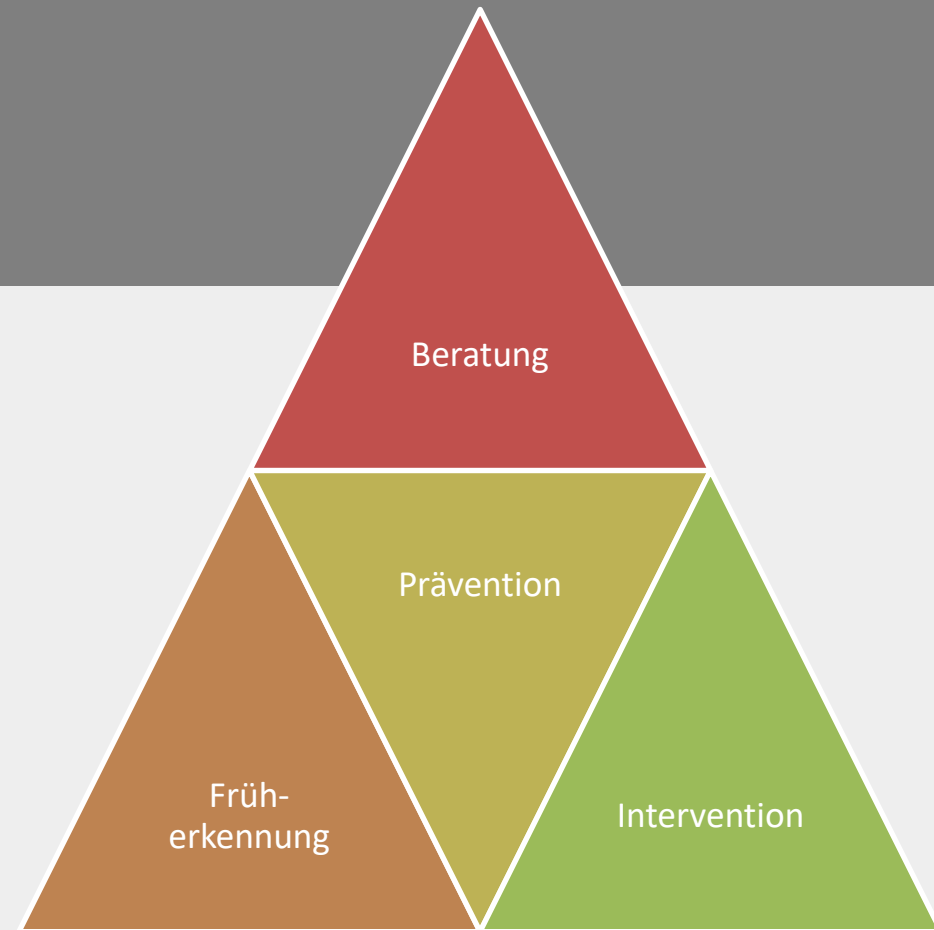 Beratung
Prävention
Früh-
erkennung
Intervention